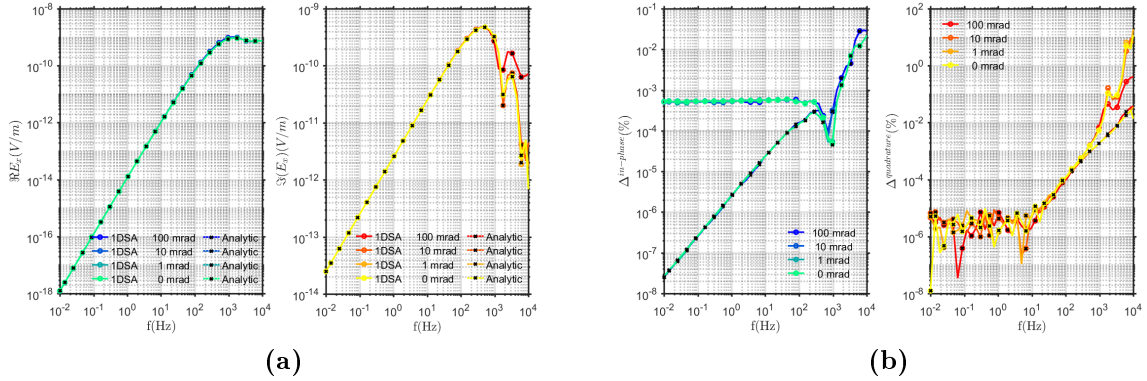 10^-8
10^-10
10^-12
10^-14
10^-16
10^-18
ℜE_x)(V/m)
1DSA 100 mrad Analytic
1DSA 10 mrad Analytic
1DSA 1 mrad Analytic
1DSA 0 mrad Analytic
10^-2 10^-1 10^0 10^1 10^2 10^3 10^4
f(Hz)
10^-9
10^-10
10^-11
10^-12
10^-13
10^-14
ℑ(E_x)(V/m)
1DSA 100 mrad Analytic
1DSA 10 mrad Analytic
1DSA 1 mrad Analytic
1DSA 0 mrad Analytic
10^-2 10^-1 10^0 10^1 10^2 10^3 10^4
f(Hz)
(a)
10^-1
10^-2
10^-3
10^-4
10^-5
10^-6
10^-7
10^-8
Δ^in-phase(%)
100 mrad
10 mrad
1 mrad
0 mrad
10^-2 10^-1 10^0 10^1 10^2 10^3 10^4
f(Hz)
10^2
10^0
10^-2
10^-4
10^-6
10^-8
Δ^quadrature(%)
100 mrad
10 mrad
1 mrad
0 mrad
10^-2 10^-1 10^0 10^1 10^2 10^3 10^4
f(Hz)
(b)